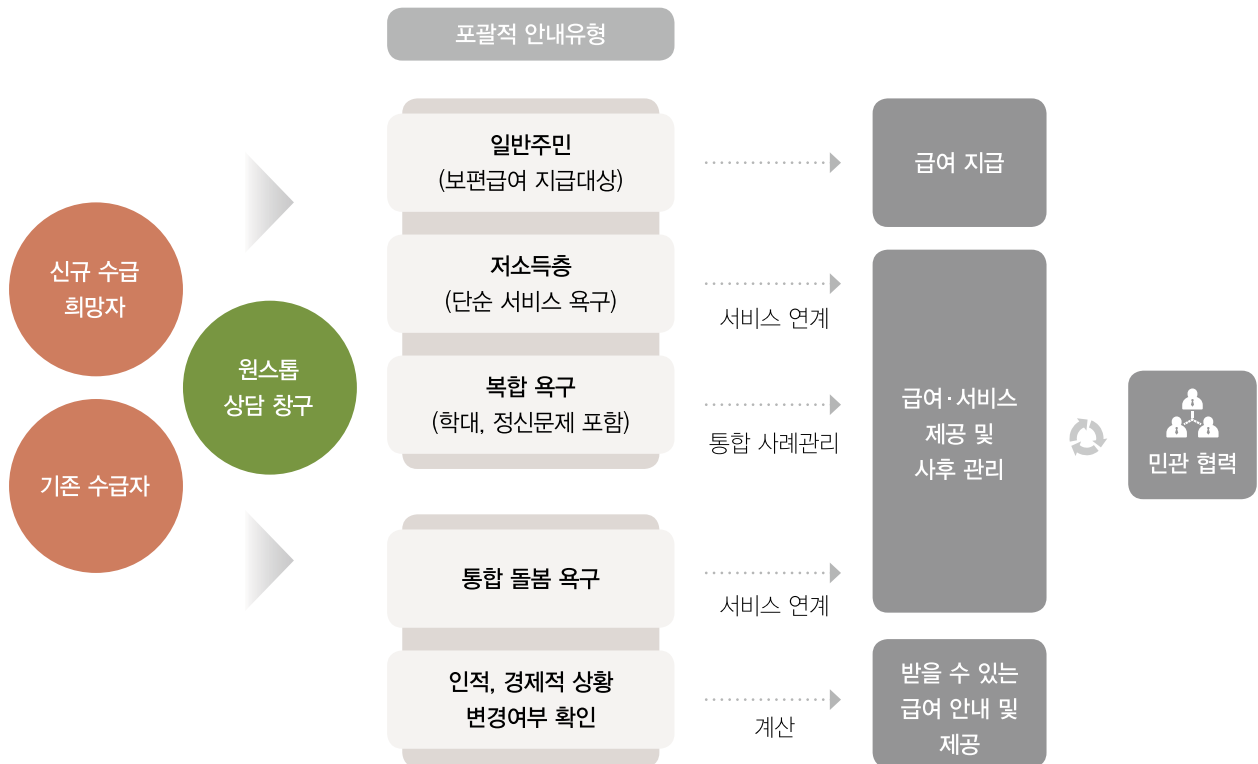 포괄적 안내유형
신규 수급
희망자
기존 수급자
원스톱
상담 창구
일반주민
(보편급여 지급대상)
급여 지급
저소득층
(단순 서비스 욕구)
서비스 연계
복합 욕구
(학대, 정신문제 포함)
통합 사례관리
급여·서비스
제공 및
사후 관리
민관 협력
통합 돌봄 욕구
서비스 연계
인적, 경제적 상황
변경여부 확인
계산
받을 수 있는
급여 안내 및
제공